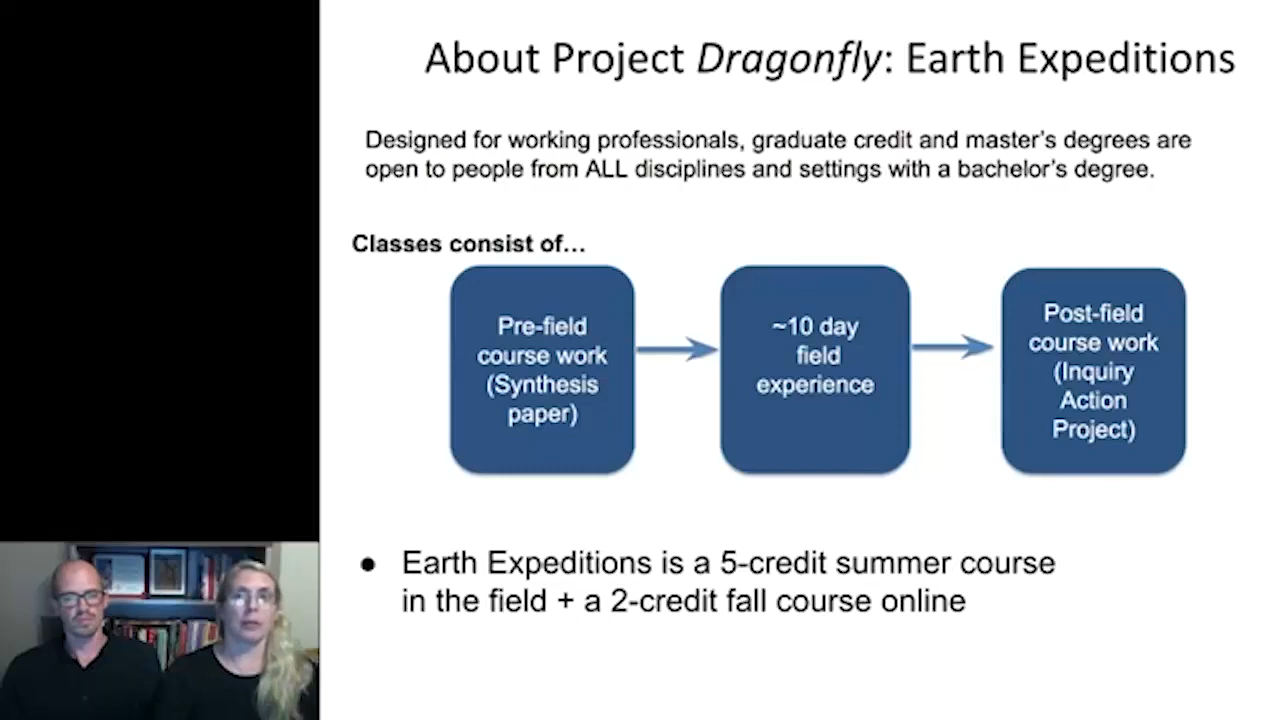 About Project Dragonfly: Earth Expeditions
Designed for working professionals, graduate credit and master's degrees are
open to people from ALL disciplines and settings with a bachelor's degree.
Classes consist of...
Pre-field
course work
(Synthesis
paper)
~10 day
field
experience
Post-field
course work
(Inquiry
Action
Project)
● Earth Expeditions is a 5-credit summer course
in the field + a 2-credit fall course online